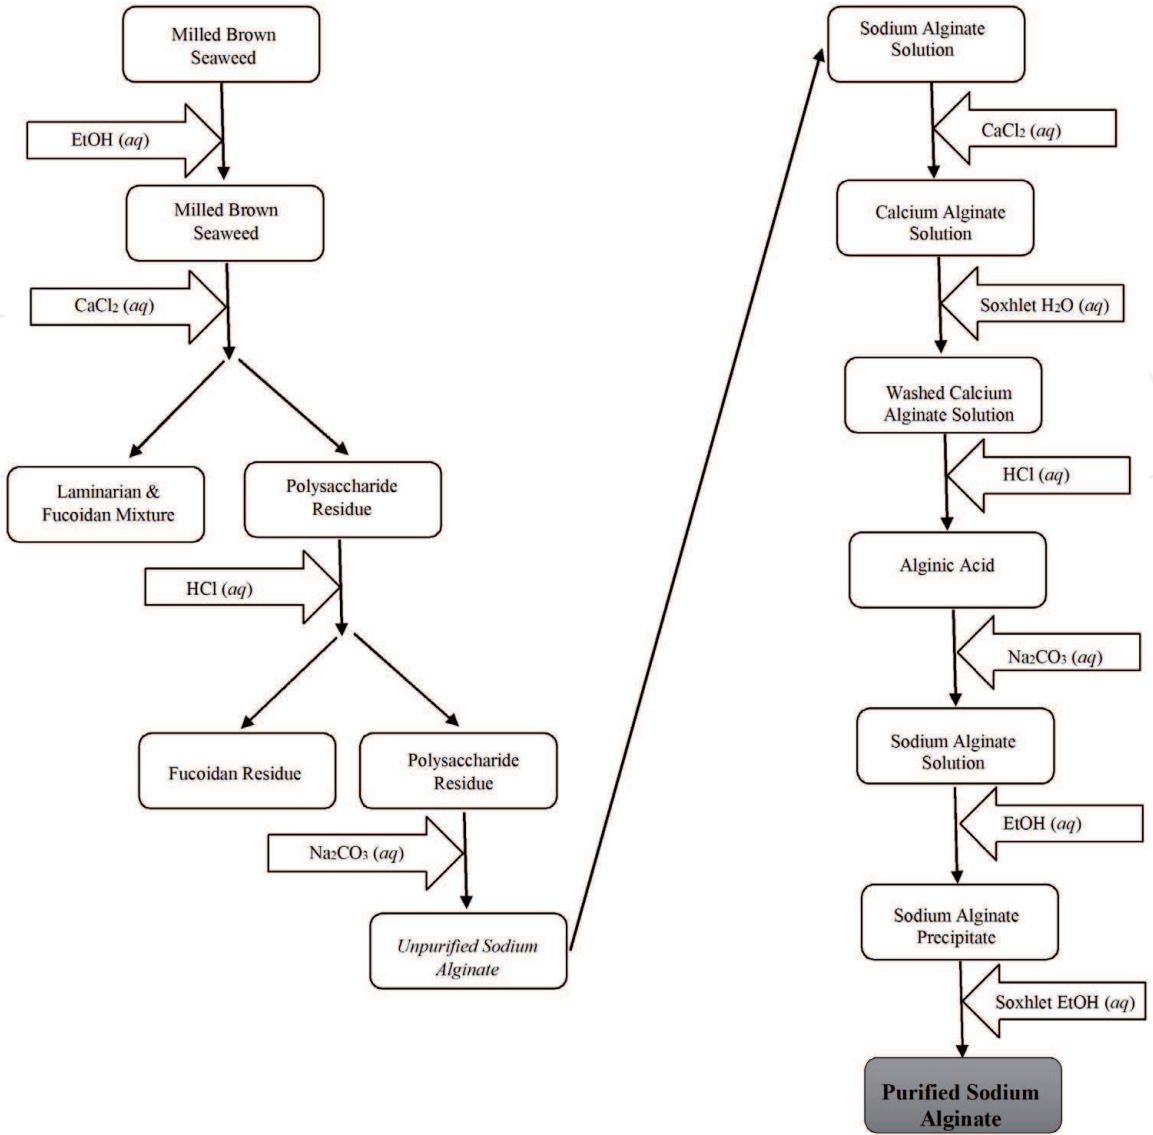 Milled Brown
Seaweed
EtOH (aq)
Milled Brown
Seaweed
CaCl₂ (aq)
Laminarian &
Fucoidan Mixture
Polysaccharide
Residue
HCl (aq)
Fucoidan Residue
Polysaccharide
Residue
Na₂CO₃ (aq)
Unpurified Sodium
Alginate
Sodium Alginate
Solution
CaCl₂ (aq)
Calcium Alginate
Solution
Soxhlet H₂O (aq)
Washed Calcium
Alginate Solution
HCl (aq)
Alginic Acid
Na₂CO₃ (aq)
Sodium Alginate
Solution
EtOH (aq)
Sodium Alginate
Precipitate
Soxhlet EtOH (aq)
Purified Sodium
Alginate